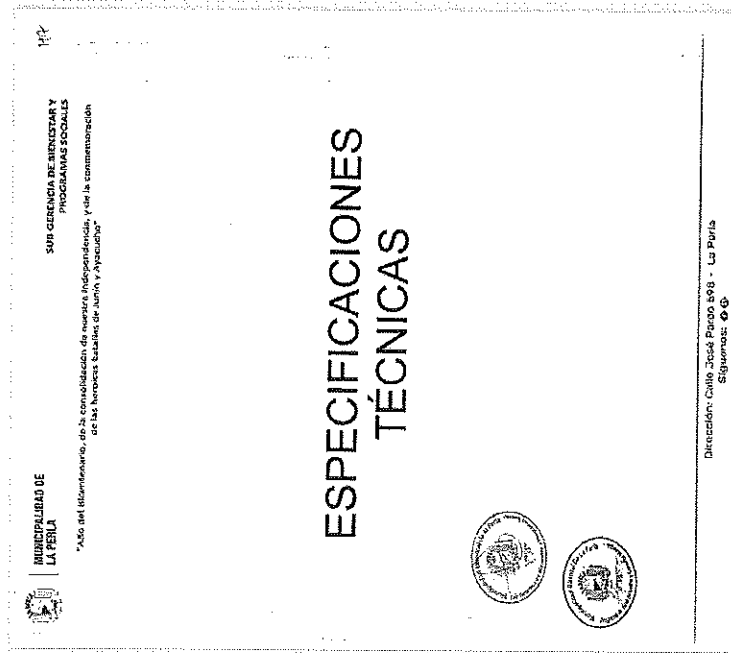 MUNICIPALIDAD DE
LA PERLA
SUB GERENCIA DE BIENESTAR Y
PROGRAMAS SOCIALES
"Año del Bicentenario, de la consolidación de nuestra Independencia, y de la conmemoración
de las heroicas batallas de Junín y Ayacucho"
ESPECIFICACIONES
TÉCNICAS
Dirección: Calle José Pardo 698 - La Perla
Síguenos: